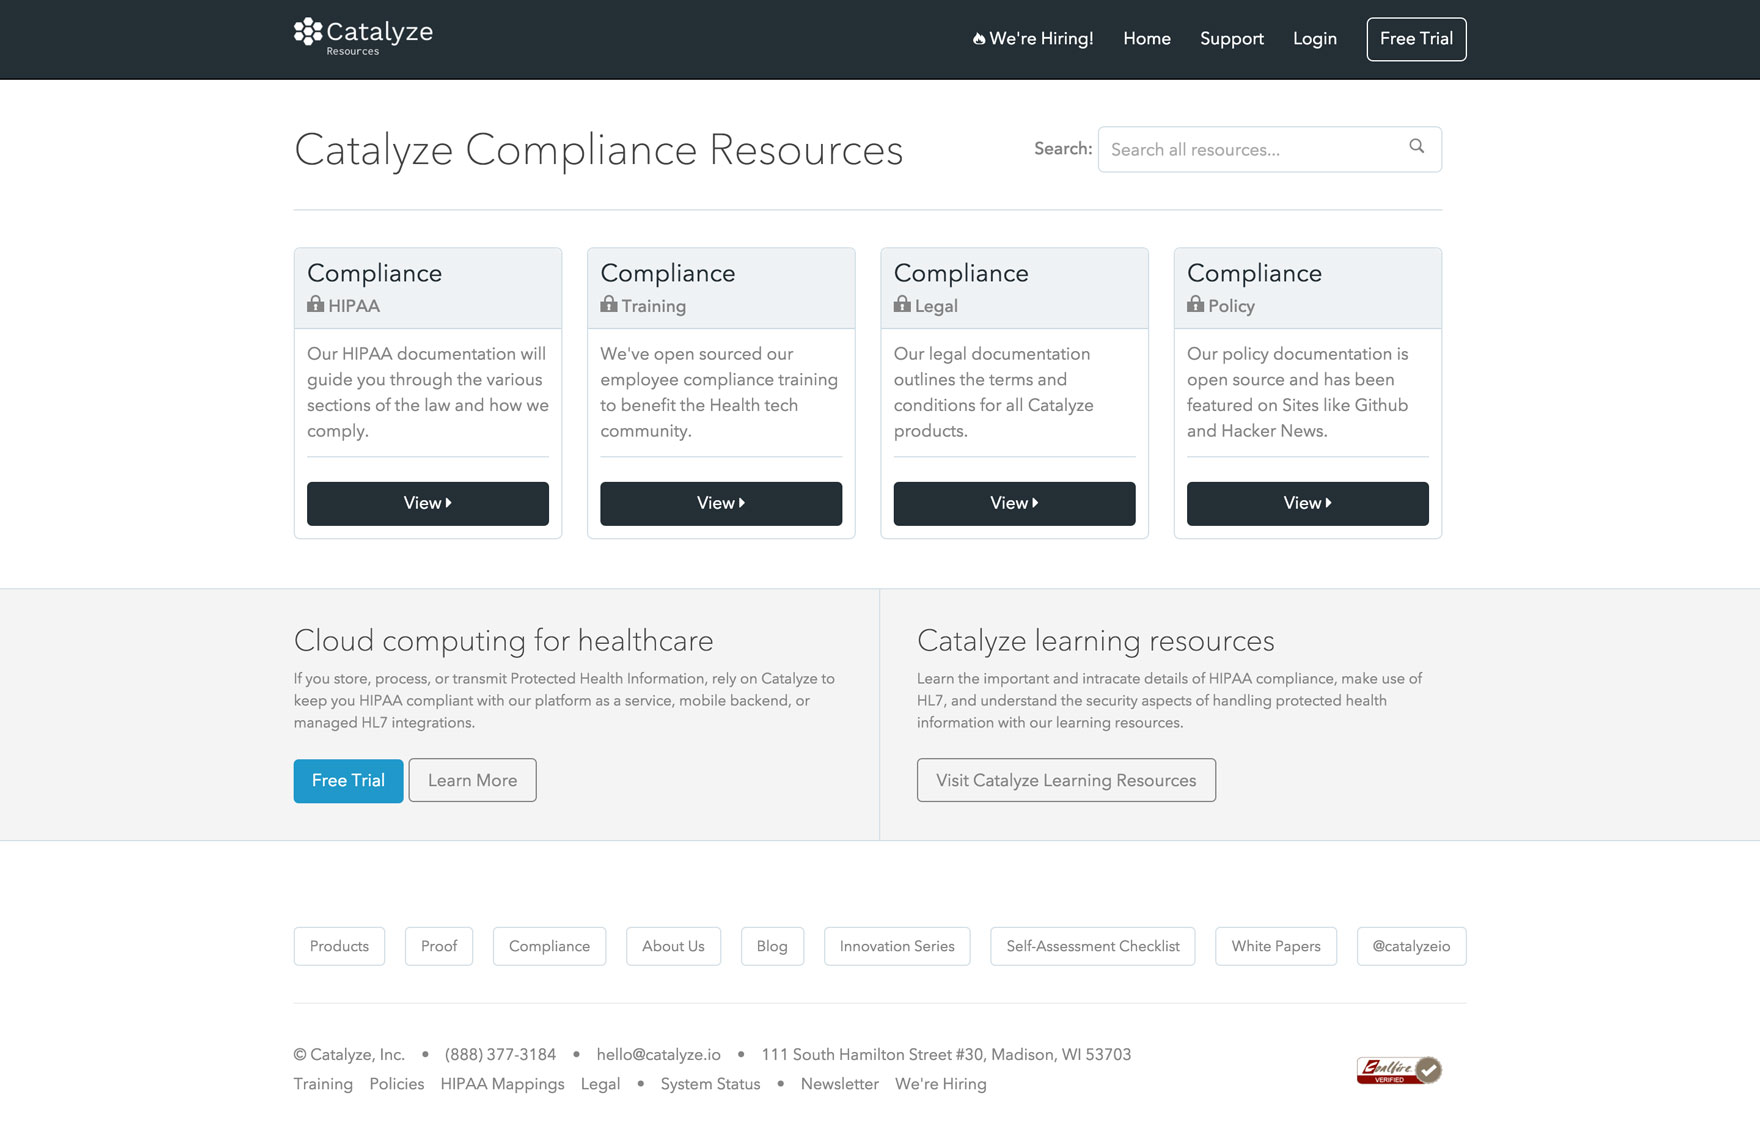 Catalyze
Resources
We're Hiring!
Home
Support
Login
Free Trial
Catalyze Compliance Resources
Search:
Search all resources...
Compliance
HIPAA
Our HIPAA documentation will
guide you through the various
sections of the law and how we
comply.
View
Compliance
Training
We've open sourced our
employee compliance training
to benefit the Health tech
community.
View
Compliance
Legal
Our legal documentation
outlines the terms and
conditions for all Catalyze
products.
View
Compliance
Policy
Our policy documentation is
open source and has been
featured on Sites like Github
and Hacker News.
View
Cloud computing for healthcare
If you store, process, or transmit Protected Health Information, rely on Catalyze to
keep you HIPAA compliant with our platform as a service, mobile backend, or
managed HL7 integrations.
Free Trial
Learn More
Catalyze learning resources
Learn the important and intracate details of HIPAA compliance, make use of
HL7, and understand the security aspects of handling protected health
information with our learning resources.
Visit Catalyze Learning Resources
Products
Proof
Compliance
About Us
Blog
Innovation Series
Self-Assessment Checklist
White Papers
@catalyzeio
© Catalyze, Inc. • (888) 377-3184 • hello@catalyze.io • 111 South Hamilton Street #30, Madison, WI 53703
Training Policies HIPAA Mappings Legal • System Status • Newsletter We're Hiring
Coalfire
VERIFIED